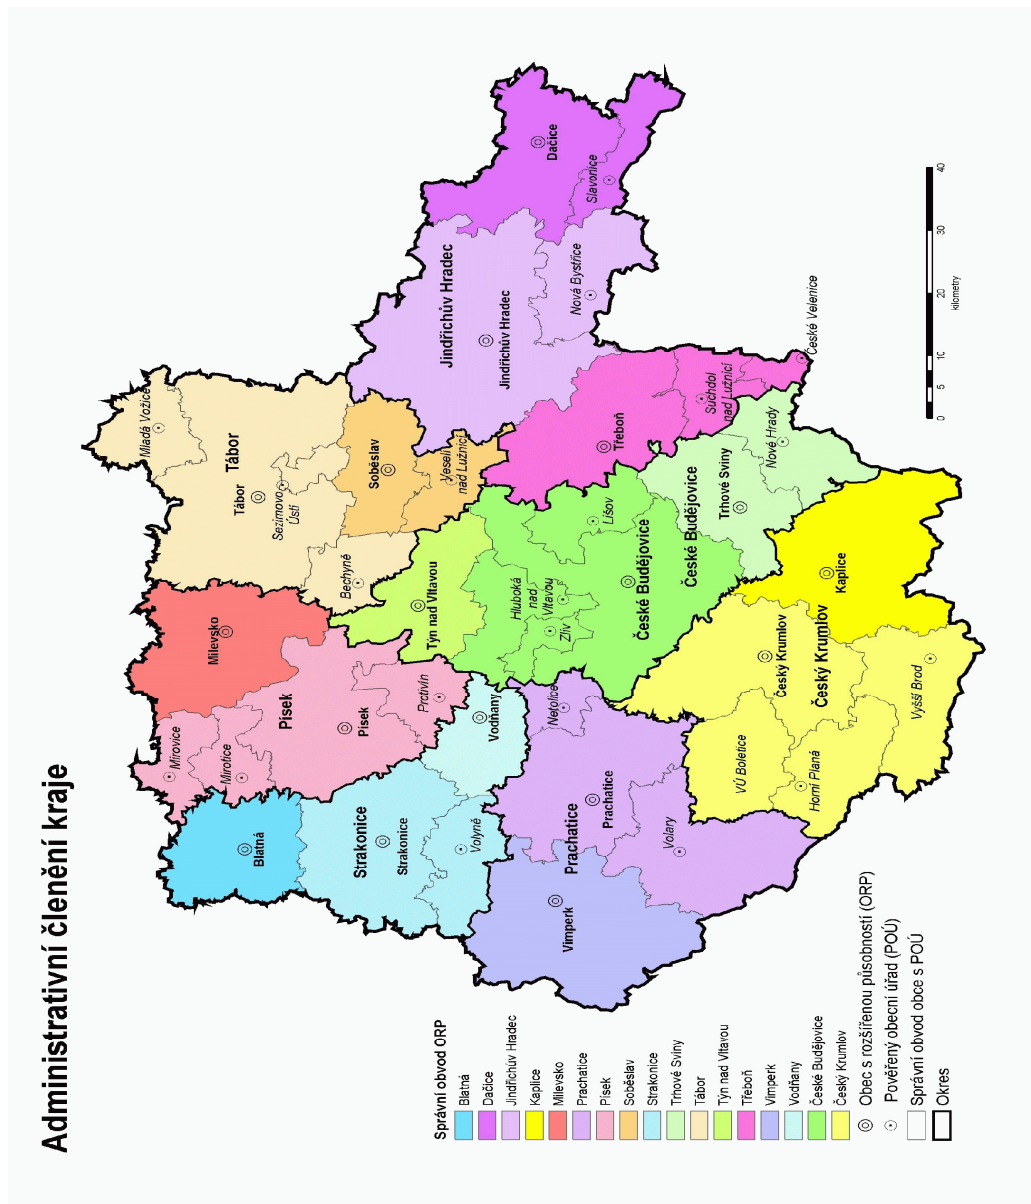 Administrativní členění kraje
Mladá Vožice
Tábor
Tábor
Sezimovo
Ústí
Bechyně
Milevsko
Mirovice
Mirotice
Písek
Písek
Protivín
Blatná
Strakonice
Strakonice
Volyně
Vodňany
Soběslav
Veselí
nad Lužnicí
Týn nad Vltavou
Jindřichův Hradec
Jindřichův Hradec
Nová Bystřice
Dačice
Slavonice
Hluboká
nad
Vltavou
Zliv
Lišov
České Budějovice
České Budějovice
Třeboň
Suchdol
nad Lužnicí
České Velenice
Trhové Sviny
Nové Hrady
Netolice
Prachatice
Prachatice
Volary
Vimperk
Český Krumlov
Český Krumlov
Kaplice
VÚ Boletice
Horní Planá
Vyšší Brod
Správní obvod ORP
Blatná
Dačice
Jindřichův Hradec
Kaplice
Milevsko
Prachatice
Písek
Soběslav
Strakonice
Trhové Sviny
Tábor
Týn nad Vltavou
Třeboň
Vimperk
Vodňany
České Budějovice
Český Krumlov
Obec s rozšířenou působností (ORP)
Pověřený obecní úřad (POÚ)
Správní obvod obce s POÚ
Okres
0 5 10 20 30 40
kilometry